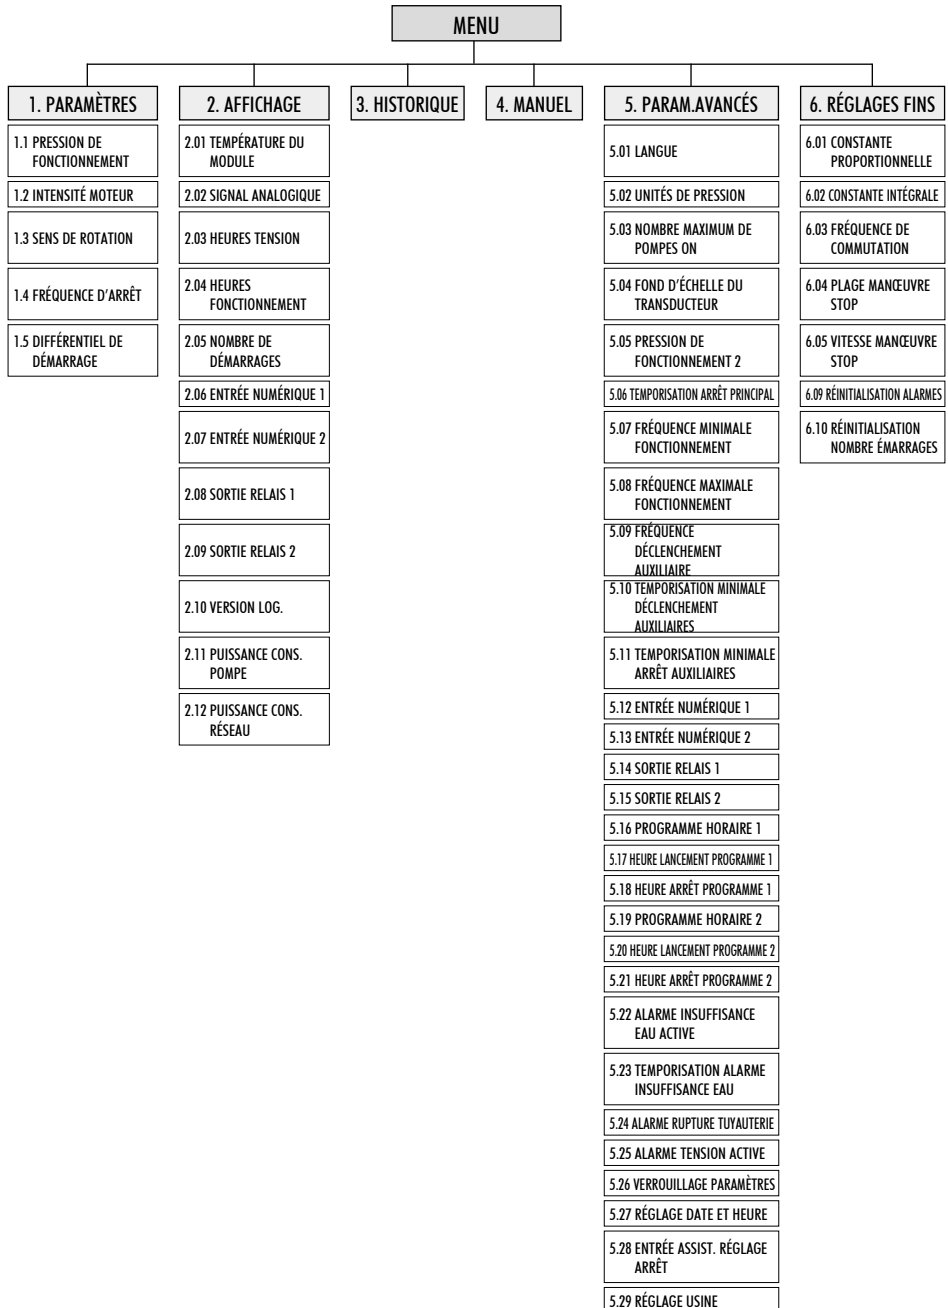 MENU
1. PARAMÈTRES
1.1 PRESSION DE
FONCTIONNEMENT
1.2 INTENSITÉ MOTEUR
1.3 SENS DE ROTATION
1.4 FRÉQUENCE D'ARRÊT
1.5 DIFFÉRENTIEL DE
DÉMARRAGE
2. AFFICHAGE
2.01 TEMPÉRATURE DU
MODULE
2.02 SIGNAL ANALOGIQUE
2.03 HEURES TENSION
2.04 HEURES
FONCTIONNEMENT
2.05 NOMBRE DE
DÉMARRAGES
2.06 ENTRÉE NUMÉRIQUE 1
2.07 ENTRÉE NUMÉRIQUE 2
2.08 SORTIE RELAIS 1
2.09 SORTIE RELAIS 2
2.10 VERSION LOG.
2.11 PUISSANCE CONS.
POMPE
2.12 PUISSANCE CONS.
RÉSEAU
3. HISTORIQUE
4. MANUEL
5. PARAM.AVANCÉS
5.01 LANGUE
5.02 UNITÉS DE PRESSION
5.03 NOMBRE MAXIMUM DE
POMPES ON
5.04 FOND D'ÉCHELLE DU
TRANSDUCTEUR
5.05 PRESSION DE
FONCTIONNEMENT 2
5.06 TEMPORISATION ARRÊT PRINCIPAL
5.07 FRÉQUENCE MINIMALE
FONCTIONNEMENT
5.08 FRÉQUENCE MAXIMALE
FONCTIONNEMENT
5.09 FRÉQUENCE
DÉCLENCHEMENT
AUXILIAIRE
5.10 TEMPORISATION MINIMALE
DÉCLENCHEMENT
AUXILIAIRES
5.11 TEMPORISATION MINIMALE
ARRÊT AUXILIAIRES
5.12 ENTRÉE NUMÉRIQUE 1
5.13 ENTRÉE NUMÉRIQUE 2
5.14 SORTIE RELAIS 1
5.15 SORTIE RELAIS 2
5.16 PROGRAMME HORAIRE 1
5.17 HEURE LANCEMENT PROGRAMME 1
5.18 HEURE ARRÊT PROGRAMME 1
5.19 PROGRAMME HORAIRE 2
5.20 HEURE LANCEMENT PROGRAMME 2
5.21 HEURE ARRÊT PROGRAMME 2
5.22 ALARME INSUFFISANCE
EAU ACTIVE
5.23 TEMPORISATION ALARME
INSUFFISANCE EAU
5.24 ALARME RUPTURE TUYAUTERIE
5.25 ALARME TENSION ACTIVE
5.26 VERROUILLAGE PARAMÈTRES
5.27 RÉGLAGE DATE ET HEURE
5.28 ENTRÉE ASSIST. RÉGLAGE
ARRÊT
5.29 RÉGLAGE USINE
6. RÉGLAGES FINS
6.01 CONSTANTE
PROPORTIONNELLE
6.02 CONSTANTE INTÉGRALE
6.03 FRÉQUENCE DE
COMMUTATION
6.04 PLAGE MANŒUVRE
STOP
6.05 VITESSE MANŒUVRE
STOP
6.09 RÉINITIALISATION ALARMES
6.10 RÉINITIALISATION
NOMBRE ÉMARRAGES